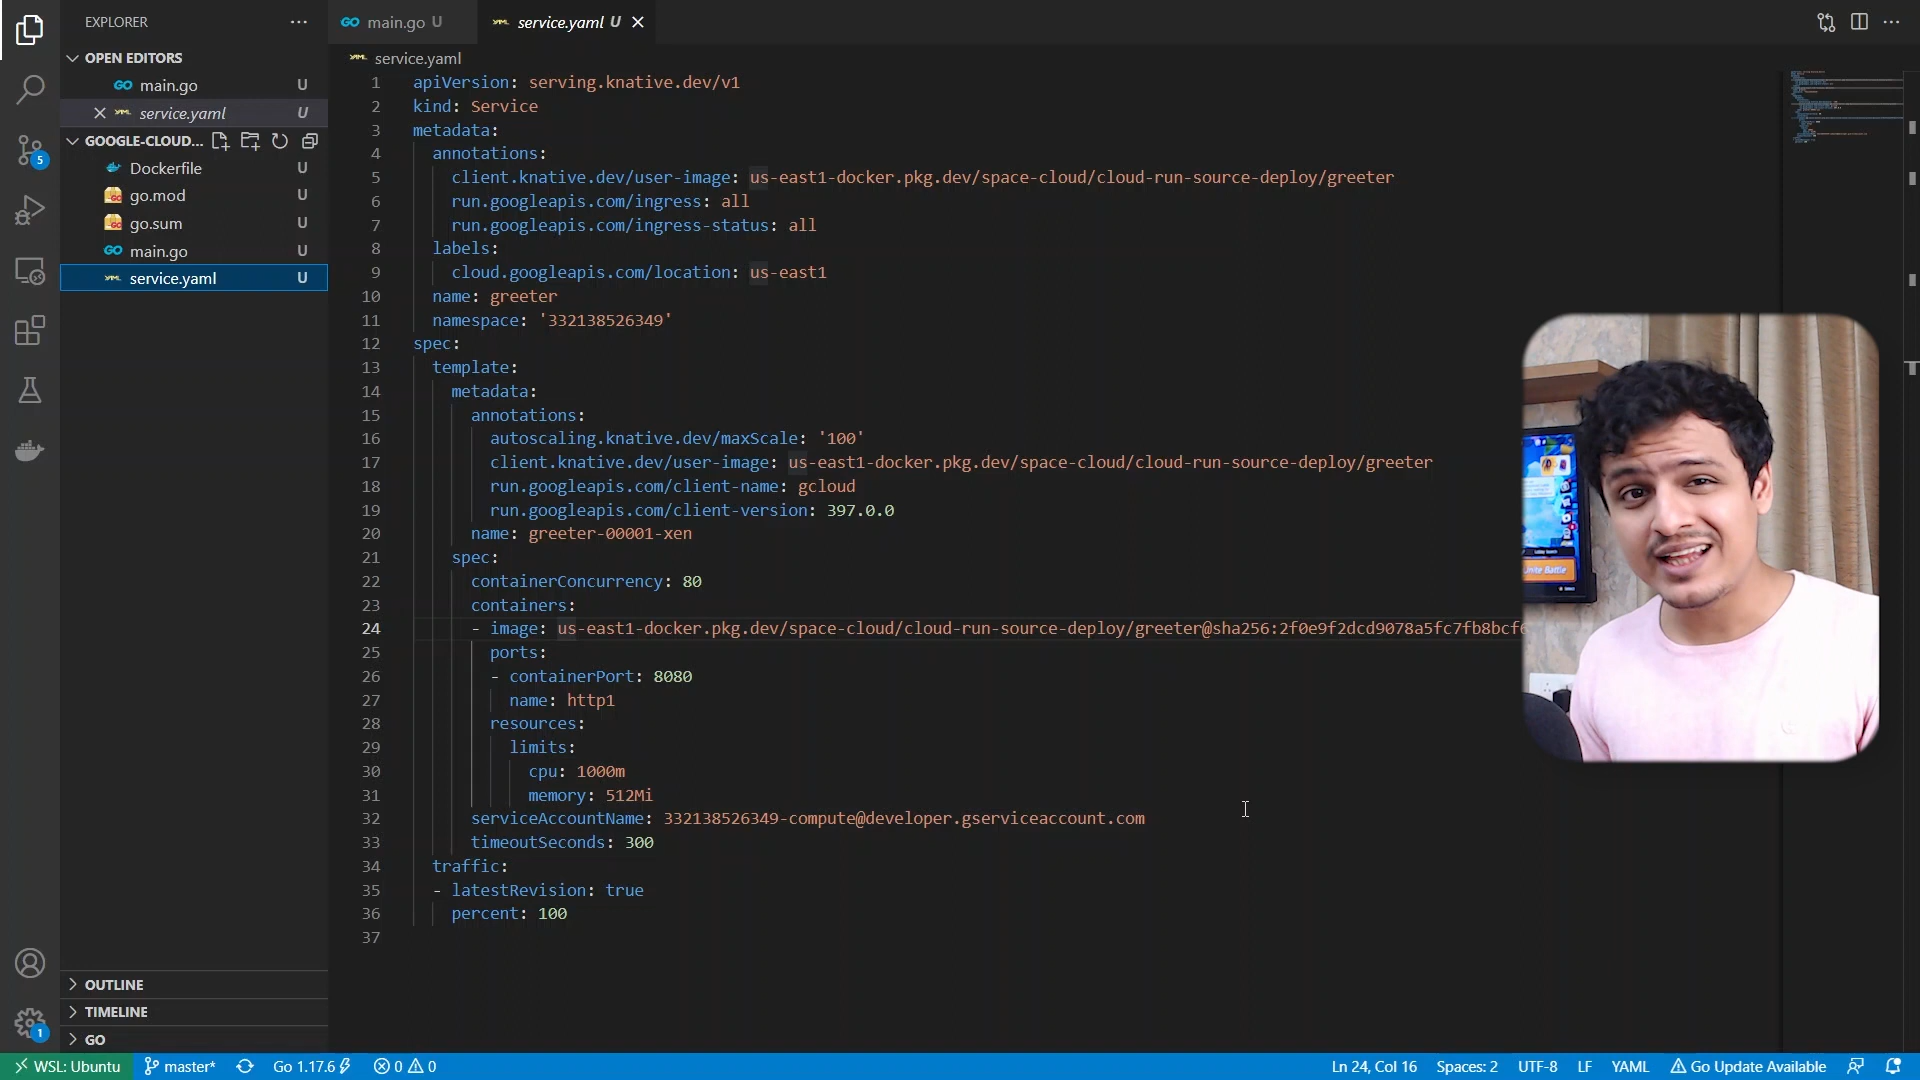 EXPLORER
OPEN EDITORS
main.go U
service.yaml U
GOOGLE-CLOUD...
Dockerfile U
go.mod U
go.sum U
main.go U
service.yaml U
5
OUTLINE
TIMELINE
GO
1
main.go U
service.yaml U
service.yaml
1 apiVersion: serving.knative.dev/v1
2 kind: Service
3 metadata:
4 annotations:
5 client.knative.dev/user-image: us-east1-docker.pkg.dev/space-cloud/cloud-run-source-deploy/greeter
6 run.googleapis.com/ingress: all
7 run.googleapis.com/ingress-status: all
8 labels:
9 cloud.googleapis.com/location: us-east1
10 name: greeter
11 namespace: '332138526349'
12 spec:
13 template:
14 metadata:
15 annotations:
16 autoscaling.knative.dev/maxScale: '100'
17 client.knative.dev/user-image: us-east1-docker.pkg.dev/space-cloud/cloud-run-source-deploy/greeter
18 run.googleapis.com/client-name: gcloud
19 run.googleapis.com/client-version: 397.0.0
20 name: greeter-00001-xen
21 spec:
22 containerConcurrency: 80
23 containers:
24 - image: us-east1-docker.pkg.dev/space-cloud/cloud-run-source-deploy/greeter@sha256:2f0e9f2dcd9078a5fc7fb8bcf
25 ports:
26 - containerPort: 8080
27 name: http1
28 resources:
29 limits:
30 cpu: 1000m
31 memory: 512Mi
32 serviceAccountName: 332138526349-compute@developer.gserviceaccount.com
33 timeoutSeconds: 300
34 traffic:
35 - latestRevision: true
36 percent: 100
37
Unite Battle
WSL: Ubuntu master* Go 1.17.6 0 0 Ln 24, Col 16 Spaces: 2 UTF-8 LF YAML Go Update Available